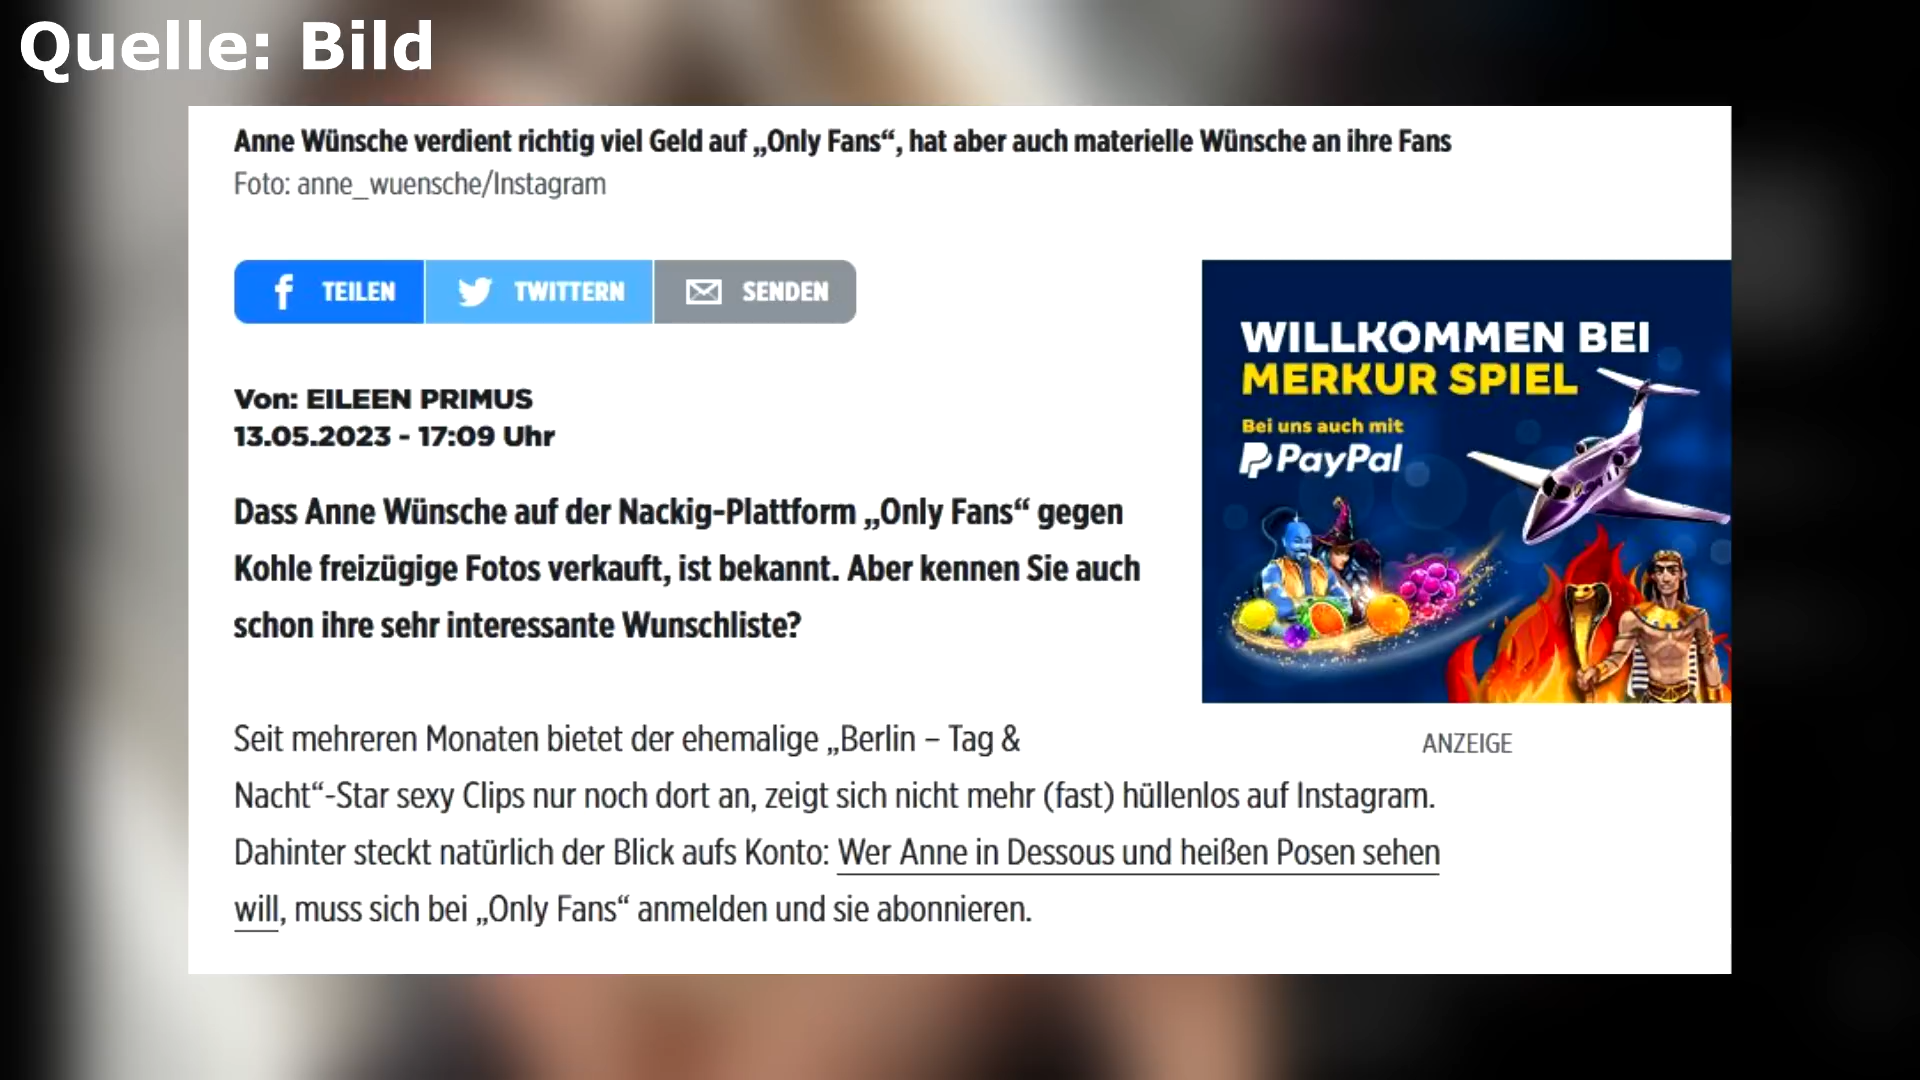 Quelle: Bild
Anne Wünsche verdient richtig viel Geld auf „Only Fans“, hat aber auch materielle Wünsche an ihre Fans
Foto: anne_wuensche/Instagram
TEILEN
TWITTERN
SENDEN
Von: EILEEN PRIMUS
13.05.2023 - 17:09 Uhr
Dass Anne Wünsche auf der Nackig-Plattform „Only Fans“ gegen
Kohle freizügige Fotos verkauft, ist bekannt. Aber kennen Sie auch
schon ihre sehr interessante Wunschliste?
WILLKOMMEN BEI
MERKUR SPIEL
Bei uns auch mit
PayPal
ANZEIGE
Seit mehreren Monaten bietet der ehemalige „Berlin – Tag &
Nacht“-Star sexy Clips nur noch dort an, zeigt sich nicht mehr (fast) hüllenlos auf Instagram.
Dahinter steckt natürlich der Blick aufs Konto: Wer Anne in Dessous und heißen Posen sehen
will, muss sich bei „Only Fans“ anmelden und sie abonnieren.